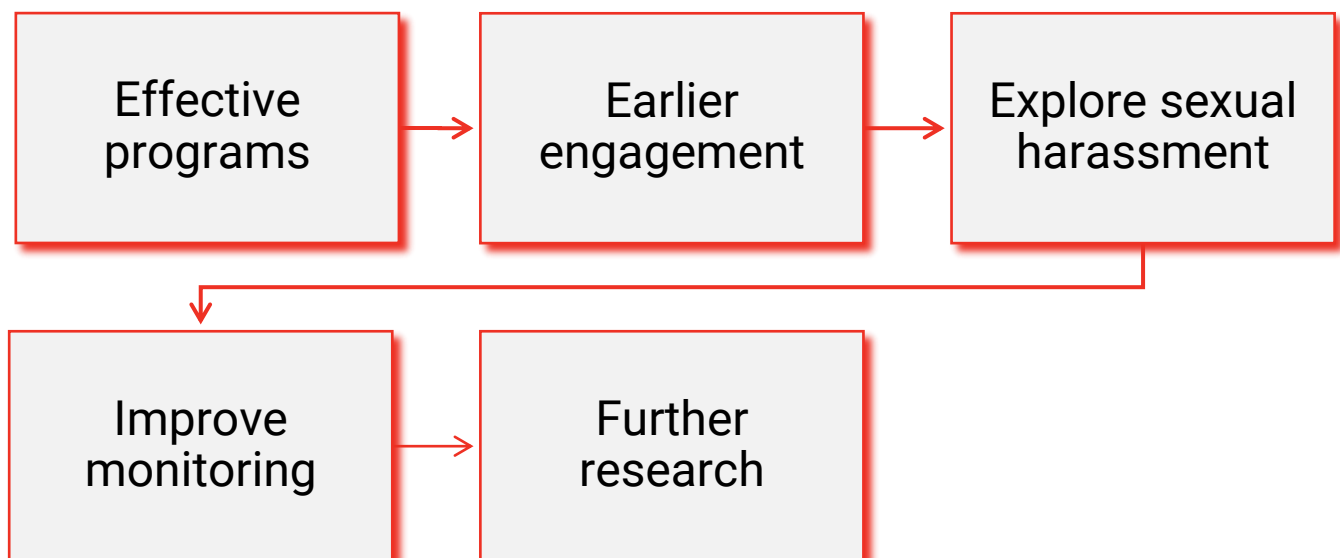 Effective
programs
Earlier
engagement
Explore sexual
harassment
Improve
monitoring
Further
research